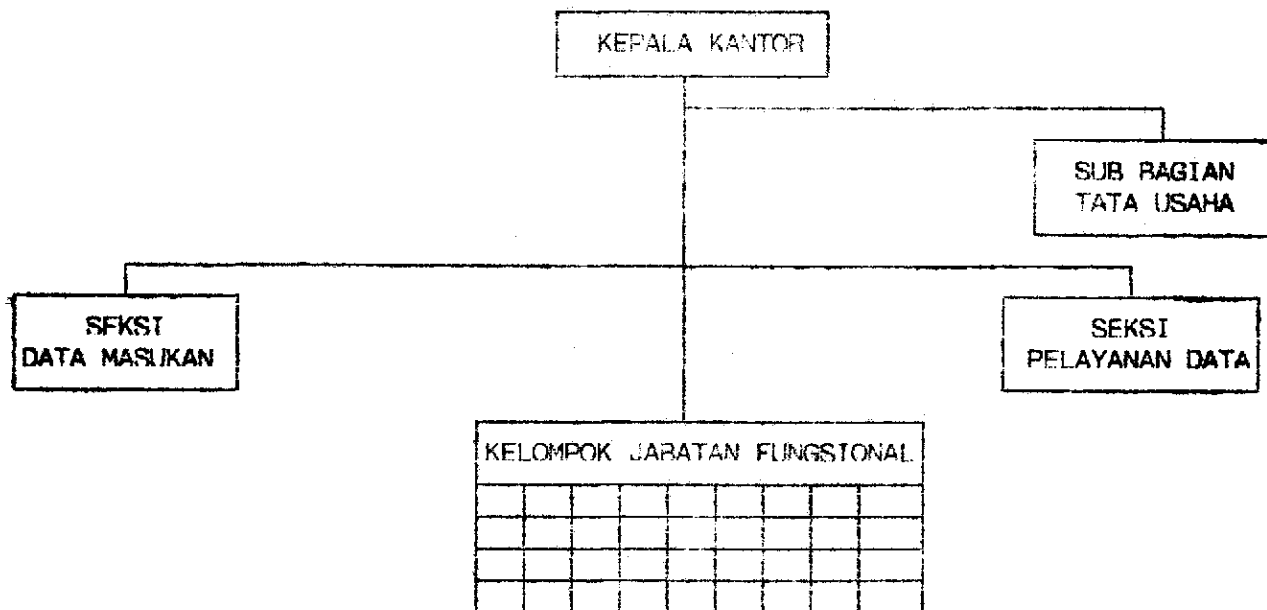 KEPALA KANTOR
SUB BAGIAN
TATA USAHA
SEKSI
DATA MASUKAN
SEKSI
PELAYANAN DATA
KELOMPOK JABATAN FUNGSIONAL